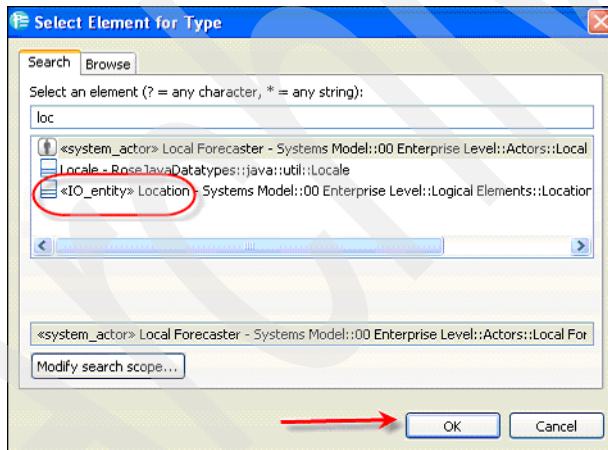 Select Element for Type
Search Browse
Select an element (? = any character, * = any string):
loc
«system_actor» Local Forecaster - Systems Model::00 Enterprise Level::Actors::Local
Locale - RoseJavaDatatypes::java::util::Locale
«IO_entity» Location - Systems Model::00 Enterprise Level::Logical Elements::Location
«system_actor» Local Forecaster - Systems Model::00 Enterprise Level::Actors::Local For
Modify search scope...
OK Cancel